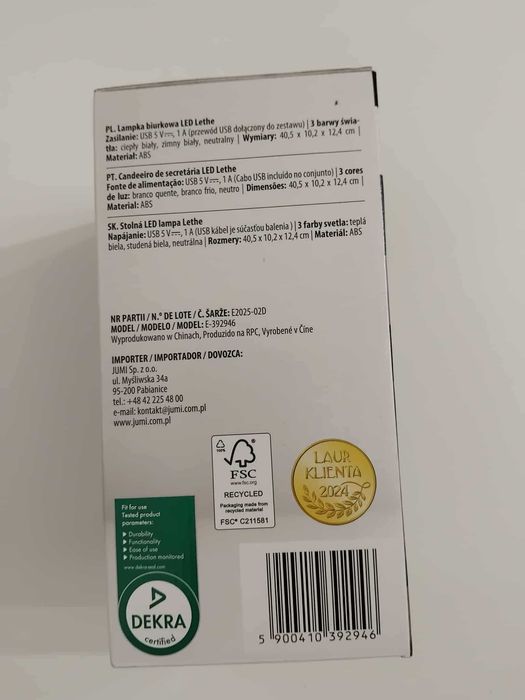 PL. Lampka biurkowa LED Lethe
Zasilanie: USB 5 V⎓, 1 A (przewód USB dołączony do zestawu) | 3 barwy świa-
tła: ciepły biały, zimny biały, neutralny | Wymiary: 40,5 x 10,2 x 12,4 cm |
Materiał: ABS
PT. Candeeiro de secretária LED Lethe
Fonte de alimentação: USB 5 V⎓, 1 A (Cabo USB incluído no conjunto) | 3 cores
de luz: branco quente, branco frio, neutro | Dimensões: 40,5 x 10,2 x 12,4 cm |
Material: ABS
SK. Stolná LED lampa Lethe
Napájanie: USB 5 V⎓, 1 A (USB kábel je súčasťou balenia ) | 3 farby svetla: teplá
biela, studená biela, neutrálna | Rozmery: 40,5 x 10,2 x 12,4 cm | Materiál: ABS
NR PARTII / N.° DE LOTE / Č. ŠARŽE: E2025-02D
MODEL / MODELO / MODEL: E-392946
Wyprodukowano w Chinach, Produzido na RPC, Vyrobené v Číne
IMPORTER / IMPORTADOR / DOVOZCA:
JUMI Sp. z o.o.
ul. Myśliwska 34a
95-200 Pabianice
tel.: +48 42 225 48 00
e-mail: kontakt@jumi.com.pl
www.jumi.com.pl
100%
FSC
www.fsc.org
RECYCLED
Packaging made from
recycled material
FSC® C211581
LAUR
KLIENTA
2024
Fit for use
Tested product
parameters:
Durability
Functionality
Ease of use
Production monitored
www.dekra-seal.com
DEKRA
certified
5 900410 392946